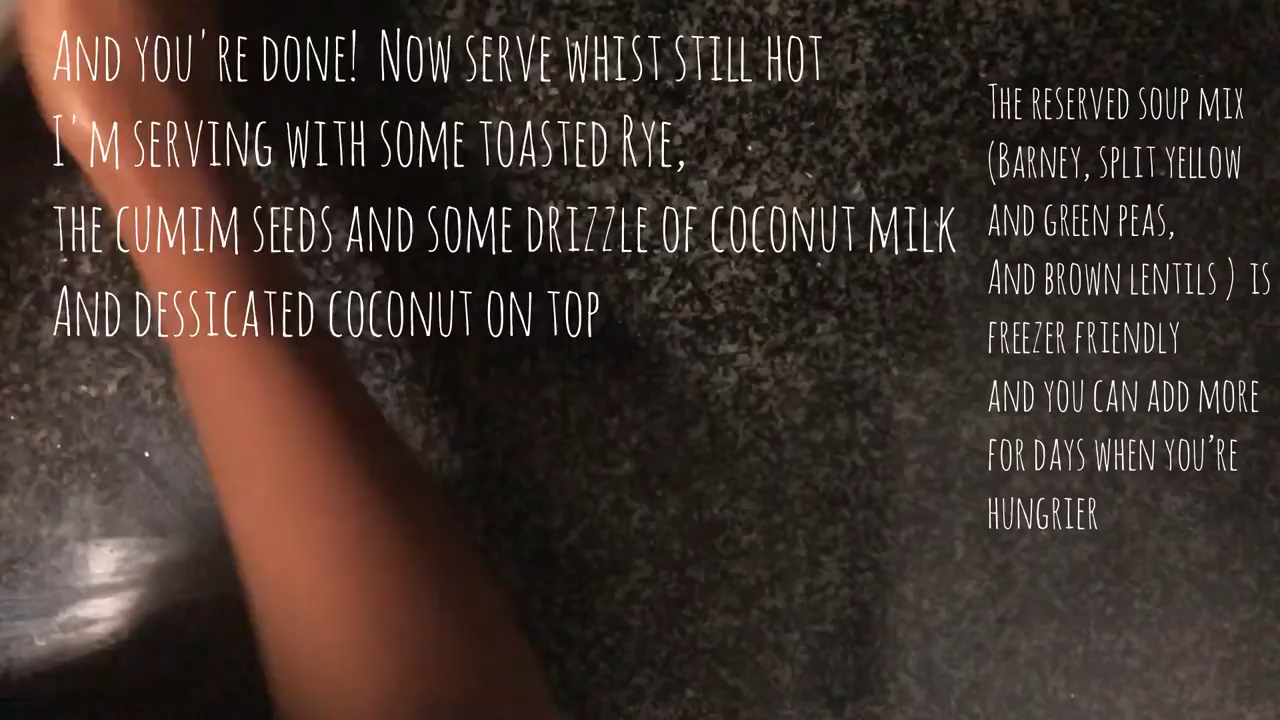 And you're done! Now serve whist still hot
I'm serving with some toasted Rye,
the cumim seeds and some drizzle of coconut milk
And dessicated coconut on top
The reserved soup mix
(Barney, split yellow
and green peas,
And brown lentils ) is
freezer friendly
and you can add more
for days when you’re
hungrier